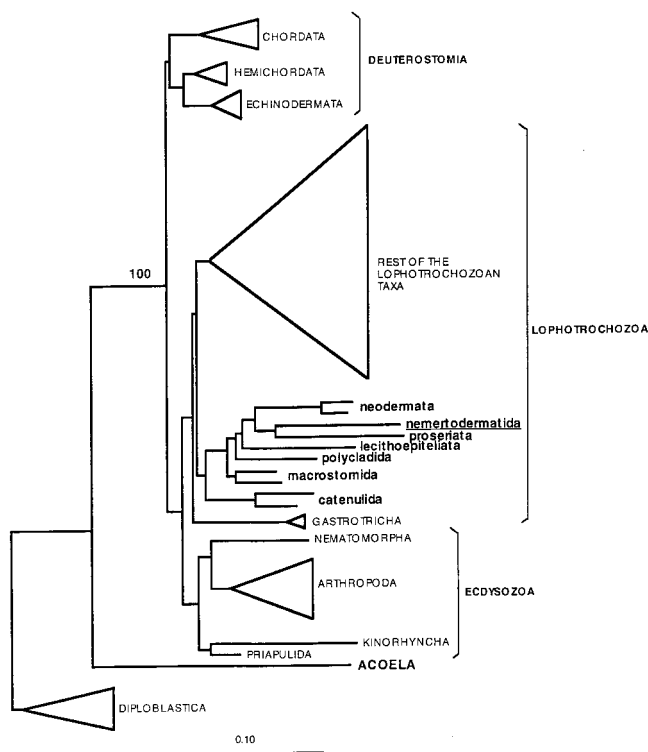 CHORDATA
DEUTEROSTOMIA
HEMICHORDATA
ECHINODERMATA
REST OF THE
LOPHOTROCHOZOAN
TAXA
100
LOPHOTROCHOZOA
neodermata
nemertodermatida
proseriata
lecithoepiteliata
polycladida
macrostomida
catenulida
GASTROTRICHA
NEMATOMORPHA
ARTHROPODA
ECDYSOZOA
KINORHYNCHA
PRIAPULIDA
ACOELA
DIPLOBLASTICA
0.10